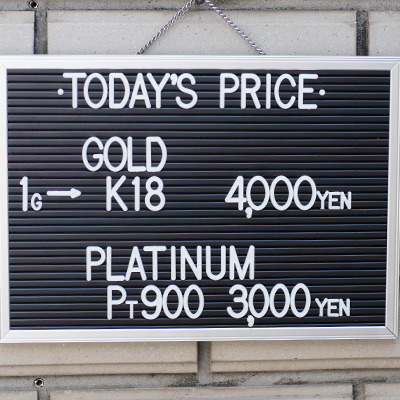 ·TODAY'S PRICE·
GOLD
1G→ K18 4,000YEN
PLATINUM
PT900 3,000YEN